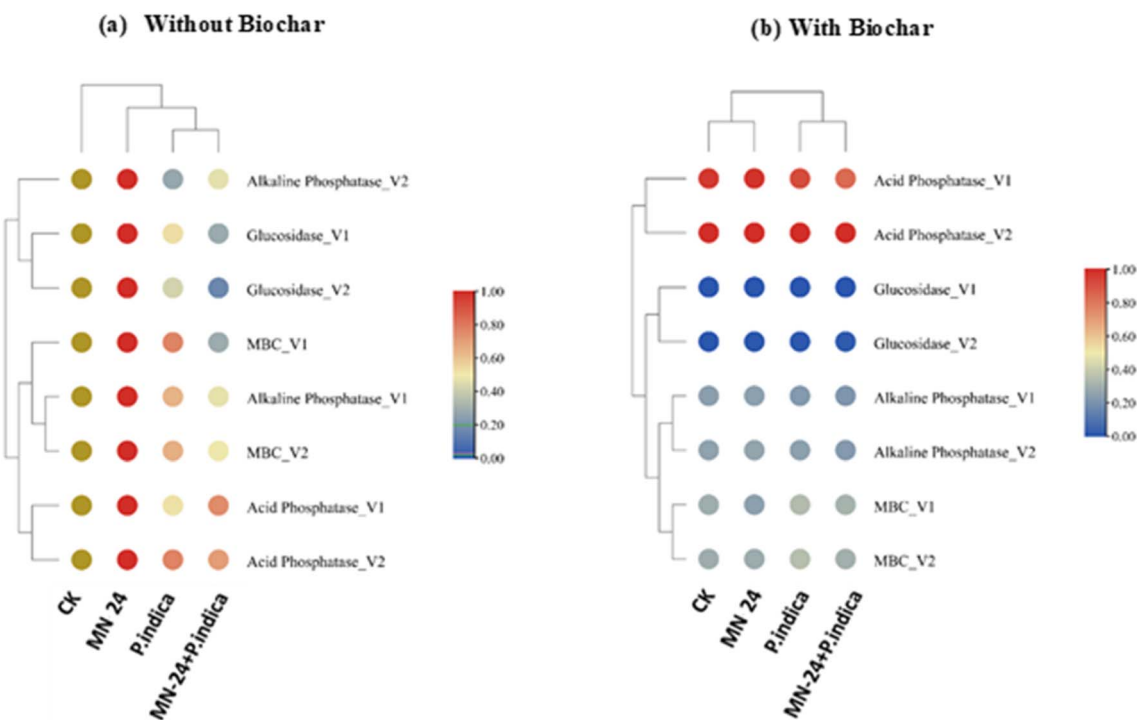 (a) Without Biochar
Alkaline Phosphatase_V2
Glucosidase_V1
Glucosidase_V2
MBC_V1
Alkaline Phosphatase_V1
MBC_V2
Acid Phosphatase_V1
Acid Phosphatase_V2
1.00
0.80
0.60
0.40
0.20
0.00
CK
MN 24
P.indica
MN-24+P.indica
(b) With Biochar
Acid Phosphatase_V1
Acid Phosphatase_V2
Glucosidase_V1
Glucosidase_V2
Alkaline Phosphatase_V1
Alkaline Phosphatase_V2
MBC_V1
MBC_V2
1.00
0.80
0.60
0.40
0.20
0.00
CK
MN 24
P.indica
MN-24+P.indica